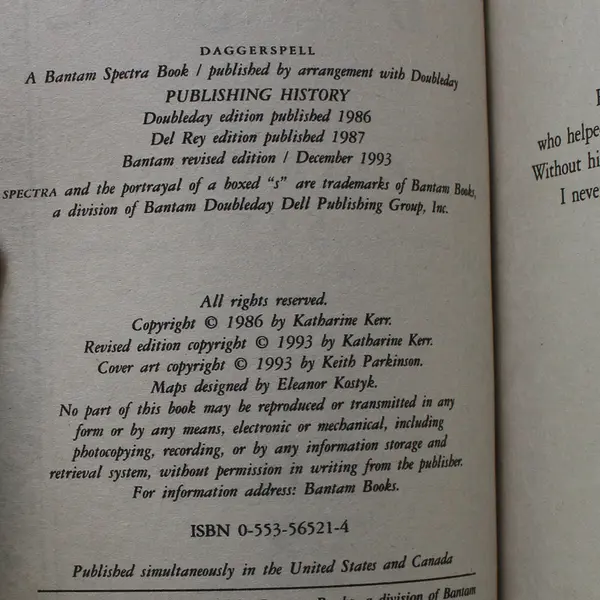 DAGGERSPELL
A Bantam Spectra Book / published by arrangement with Doubleday
PUBLISHING HISTORY
Doubleday edition published 1986
Del Rey edition published 1987
Bantam revised edition / December 1993
SPECTRA and the portrayal of a boxed "s" are trademarks of Bantam Books,
a division of Bantam Doubleday Dell Publishing Group, Inc.
All rights reserved.
Copyright © 1986 by Katharine Kerr.
Revised edition copyright © 1993 by Katharine Kerr.
Cover art copyright © 1993 by Keith Parkinson.
Maps designed by Eleanor Kostyk.
No part of this book may be reproduced or transmitted in any
form or by any means, electronic or mechanical, including
photocopying, recording, or by any information storage and
retrieval system, without permission in writing from the publisher.
For information address: Bantam Books.
ISBN 0-553-56521-4
Published simultaneously in the United States and Canada
a division of Bantam
who helpe
Without hi
I neve